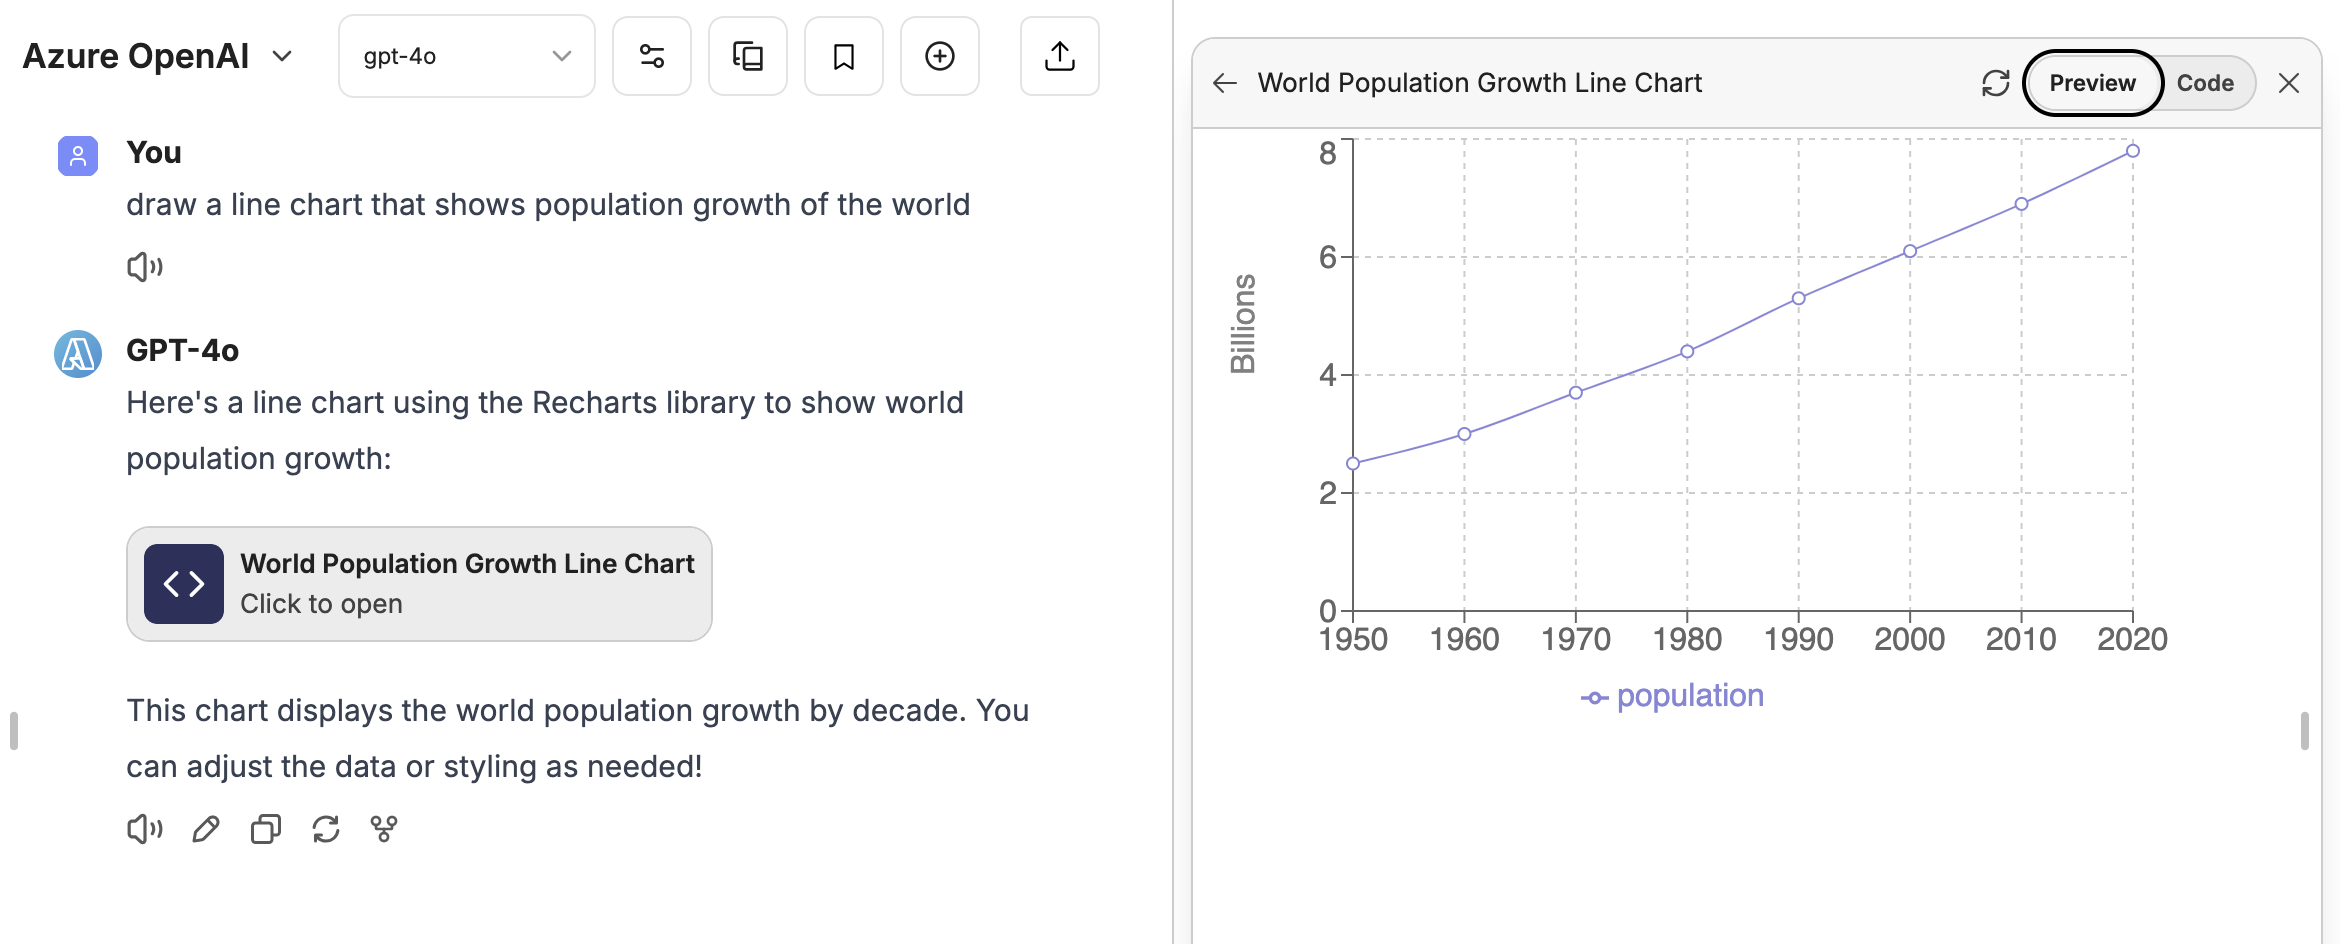 Azure OpenAI
gpt-4o
You
draw a line chart that shows population growth of the world
GPT-4o
Here's a line chart using the Recharts library to show world
population growth:
World Population Growth Line Chart
Click to open
This chart displays the world population growth by decade. You
can adjust the data or styling as needed!
World Population Growth Line Chart
Preview
Code
8
6
4
2
0
Billions
1950 1960 1970 1980 1990 2000 2010 2020
population